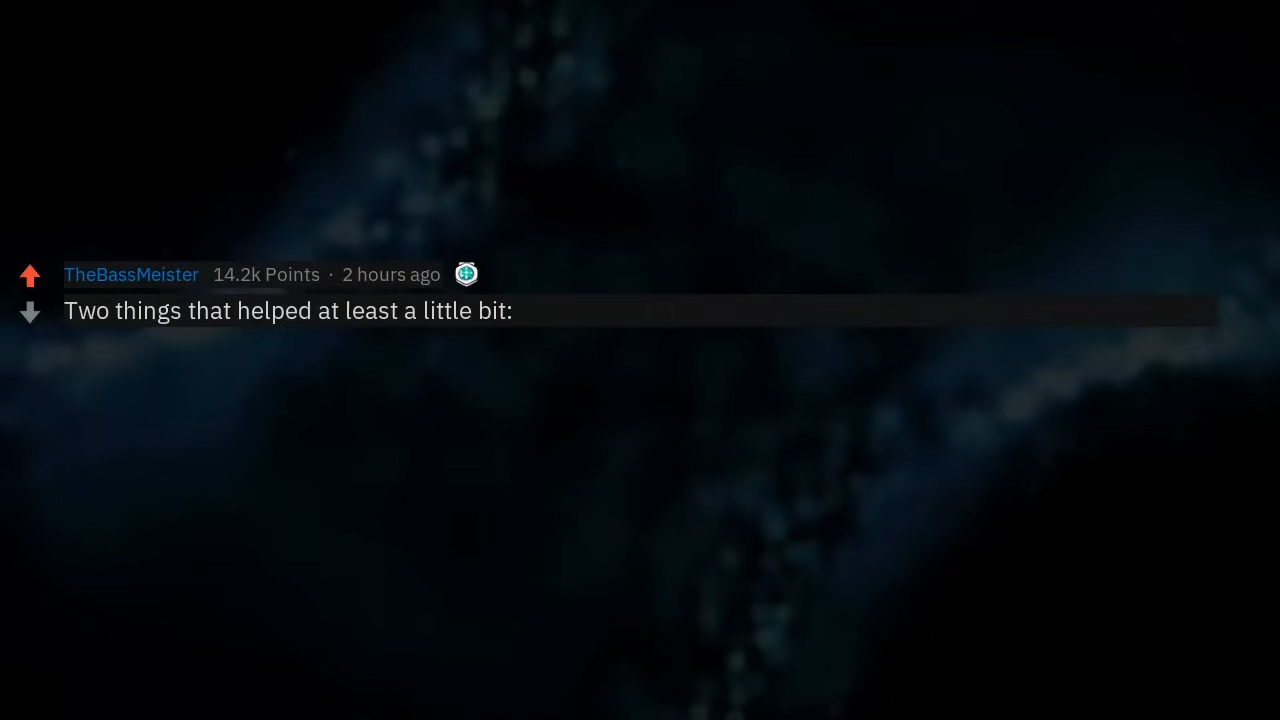 TheBassMeister 14.2k Points · 2 hours ago
Two things that helped at least a little bit: